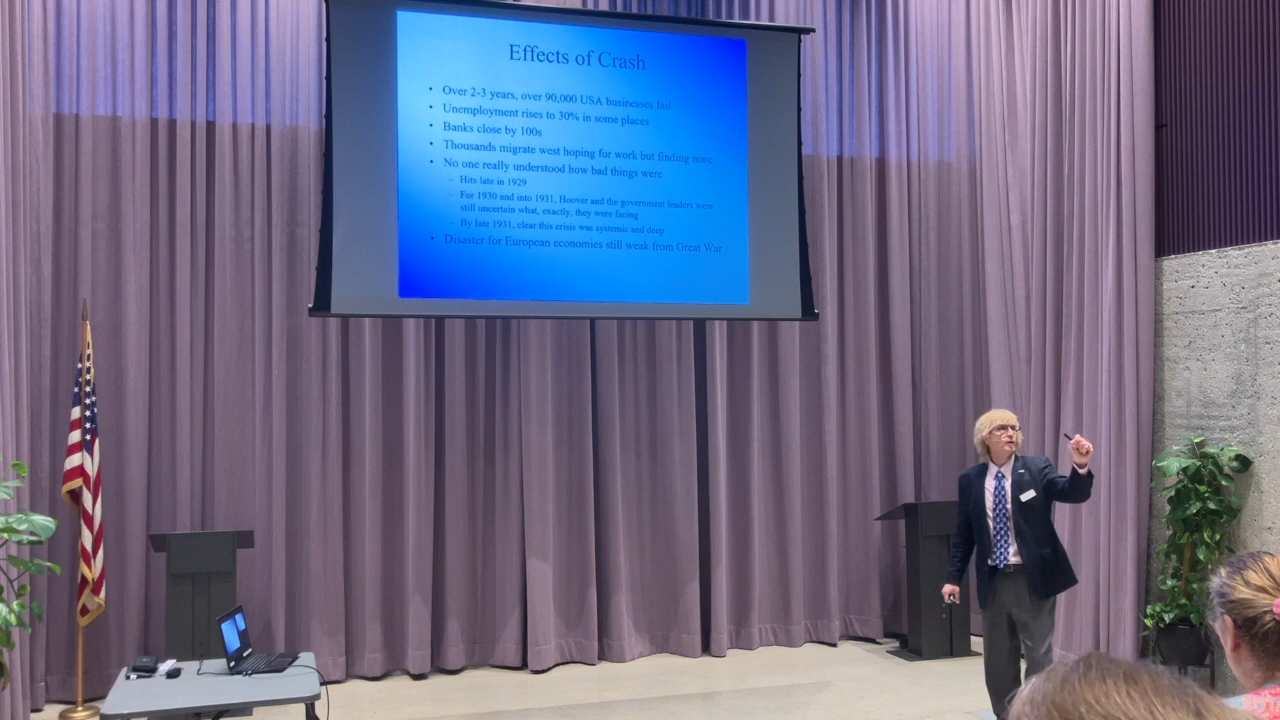 Effects of Crash
• Over 2-3 years, over 90,000 USA businesses fail
• Unemployment rises to 30% in some places
• Banks close by 100s
• Thousands migrate west hoping for work but finding none
• No one really understood how bad things were
– Hits late in 1929
– For 1930 and into 1931, Hoover and the government leaders were
still uncertain what, exactly, they were facing
– By late 1931, clear this crisis was systemic and deep
• Disaster for European economies still weak from Great War